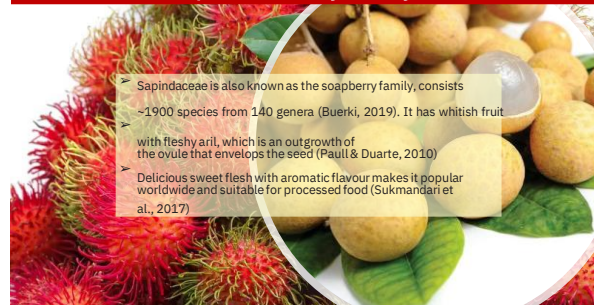 ➢ Sapindaceae is also known as the soapberry family, consists
~1900 species from 140 genera (Buerki, 2019). It has whitish fruit
➢
with fleshy aril, which is an outgrowth of
the ovule that envelops the seed (Paull & Duarte, 2010)
➢
Delicious sweet flesh with aromatic flavour makes it popular
worldwide and suitable for processed food (Sukmandari et
al., 2017)